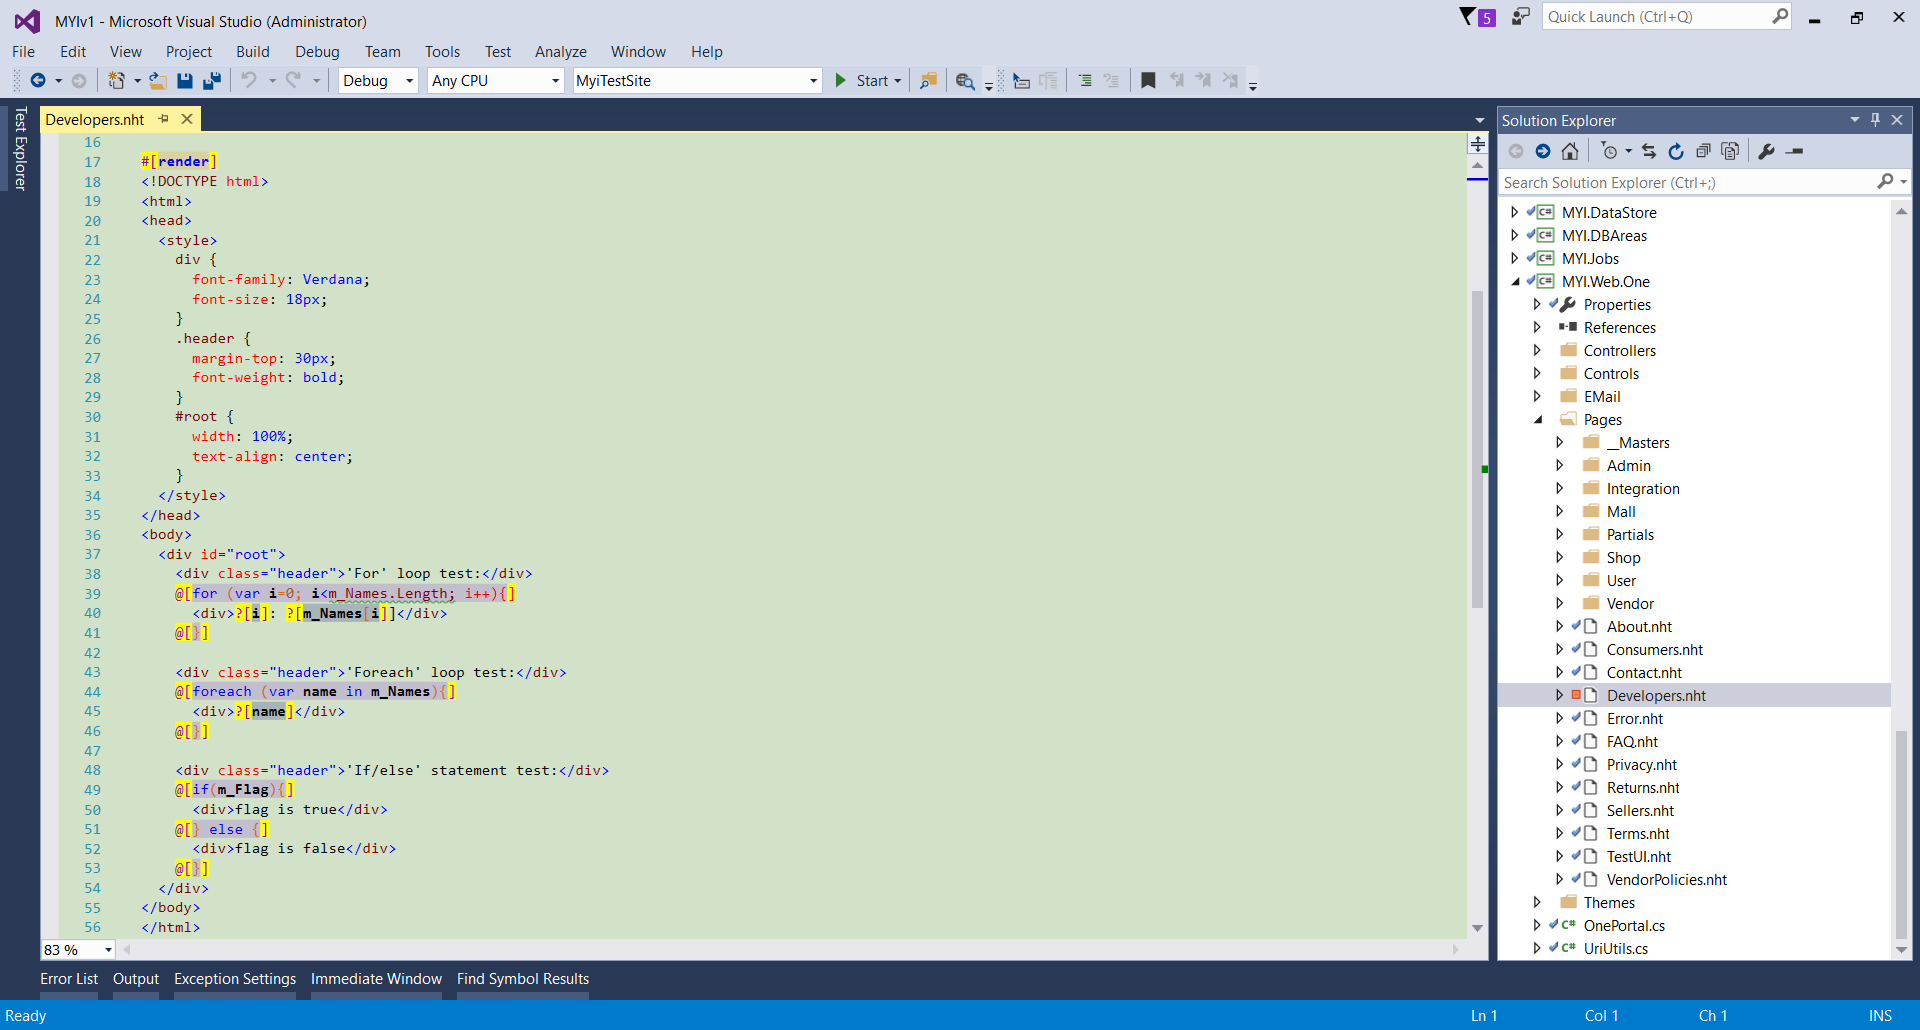 MYIv1 - Microsoft Visual Studio (Administrator)
5
Quick Launch (Ctrl+Q)
File Edit View Project Build Debug Team Tools Test Analyze Window Help
Debug Any CPU MyiTestSite Start
Test Explorer
Developers.nht
16
17 #[render]
18 <!DOCTYPE html>
19 <html>
20 <head>
21 <style>
22 div {
23 font-family: Verdana;
24 font-size: 18px;
25 }
26 .header {
27 margin-top: 30px;
28 font-weight: bold;
29 }
30 #root {
31 width: 100%;
32 text-align: center;
33 }
34 </style>
35 </head>
36 <body>
37 <div id="root">
38 <div class="header">'For' loop test:</div>
39 @[for (var i=0; i<m_Names.Length; i++){]
40 <div>?[i]: ?[m_Names[i]]</div>
41 @[}]
42
43 <div class="header">'Foreach' loop test:</div>
44 @[foreach (var name in m_Names){]
45 <div>?[name]</div>
46 @[}]
47
48 <div class="header">'If/else' statement test:</div>
49 @[if(m_Flag){]
50 <div>flag is true</div>
51 @[} else {]
52 <div>flag is false</div>
53 @[}]
54 </div>
55 </body>
56 </html>
83 %
Solution Explorer
Search Solution Explorer (Ctrl+;)
C# MYI.DataStore
C# MYI.DBAreas
C# MYI.Jobs
C# MYI.Web.One
Properties
References
Controllers
Controls
EMail
Pages
__Masters
Admin
Integration
Mall
Partials
Shop
User
Vendor
About.nht
Consumers.nht
Contact.nht
Developers.nht
Error.nht
FAQ.nht
Privacy.nht
Returns.nht
Sellers.nht
Terms.nht
TestUI.nht
VendorPolicies.nht
Themes
C# OnePortal.cs
C# UriUtils.cs
Error List Output Exception Settings Immediate Window Find Symbol Results
Ready Ln 1 Col 1 Ch 1 INS